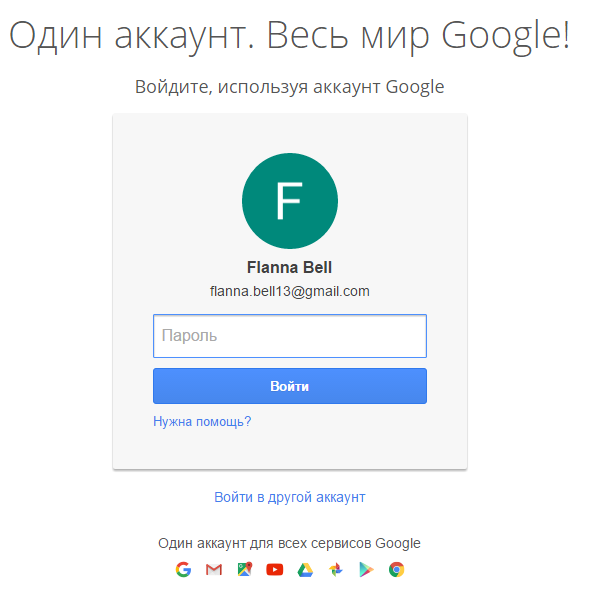 Один аккаунт. Весь мир Google!
Войдите, используя аккаунт Google
F
Flanna Bell
flanna.bell13@gmail.com
Пароль
Войти
Нужна помощь?
Войти в другой аккаунт
Один аккаунт для всех сервисов Google